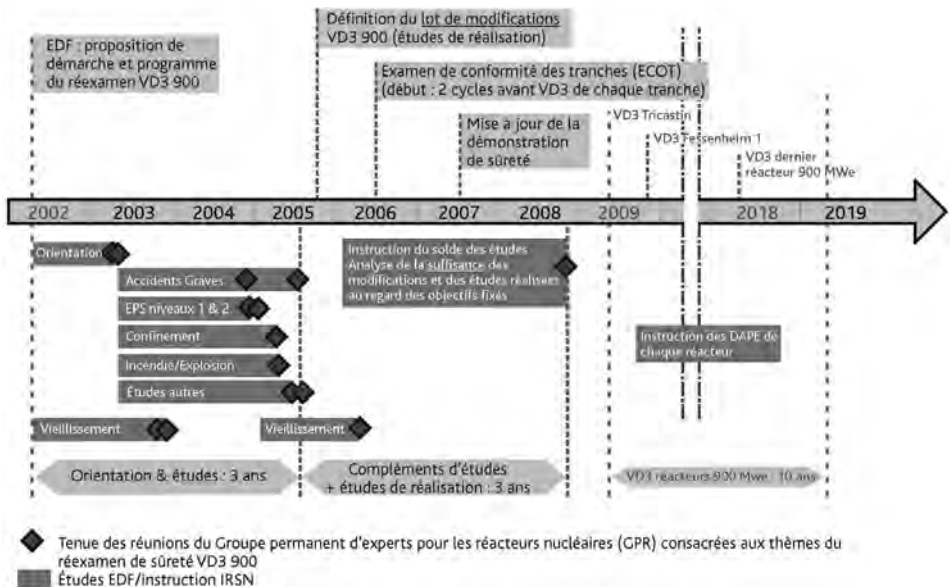 EDF : proposition de
démarche et programme
du réexamen VD3 900
Définition du lot de modifications
VD3 900 (études de réalisation)
Examen de conformité des tranches (ECOT)
(début : 2 cycles avant VD3 de chaque tranche)
Mise à jour de la
démonstration
de sûreté
VD3 Tricastin
VD3 Fessenheim 1
VD3 dernier
réacteur 900 MWe
2002 2003 2004 2005 2006 2007 2008 2009 2018 2019
Orientation
Accidents Graves
EPS niveaux 1 & 2
Confinement
Incendie/Explosion
Études autres
Vieillissement
Vieillissement
Instruction du solde des études
Analyse de la suffisance des
modifications et des études réalisées
au regard des objectifs fixés
Instruction des DAPE de
chaque réacteur
Orientation & études : 3 ans
Compléments d'études
+ études de réalisation : 3 ans
VD3 réacteurs 900 Mwe : 10 ans
Tenue des réunions du Groupe permanent d'experts pour les réacteurs nucléaires (GPR) consacrées aux thèmes du
réexamen de sûreté VD3 900
Études EDF/instruction IRSN